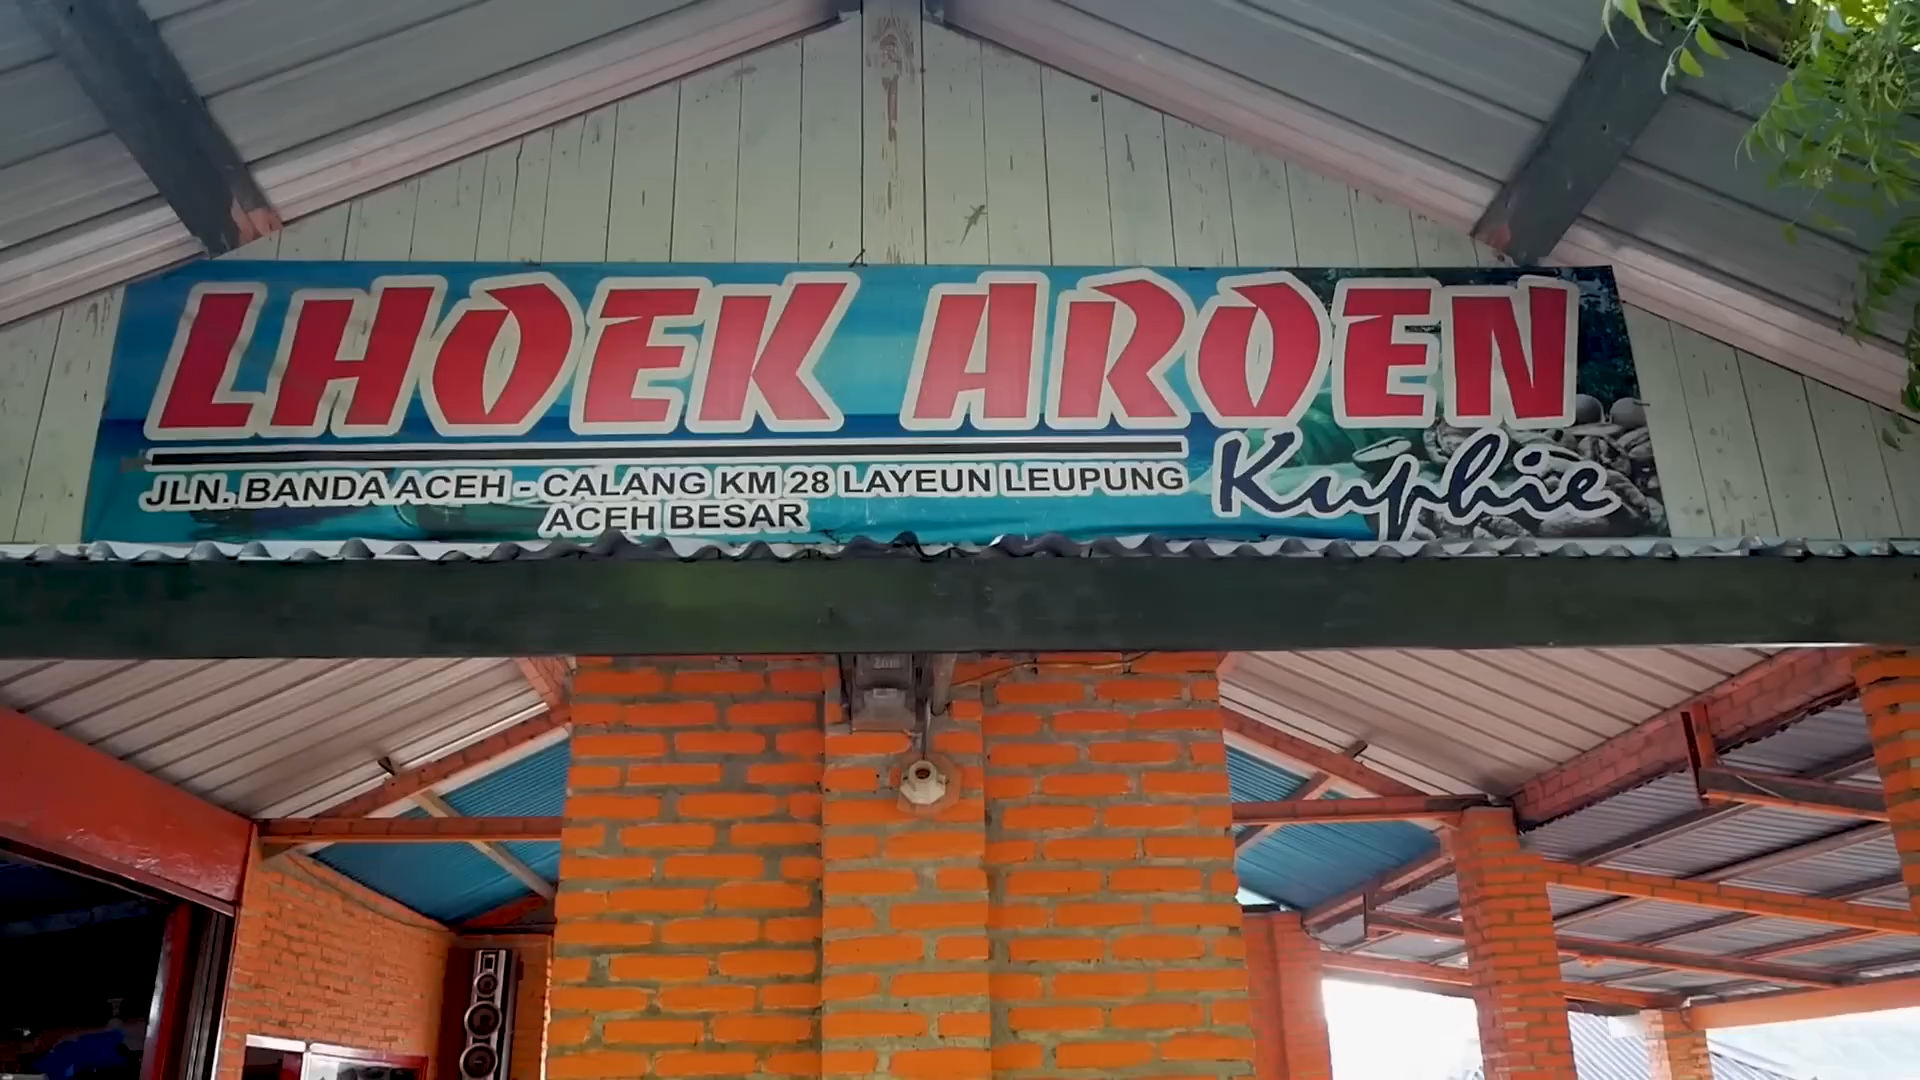 LHOEK AROEN
Kuphie
JLN. BANDA ACEH - CALANG KM 28 LAYEUN LEUPUNG
ACEH BESAR